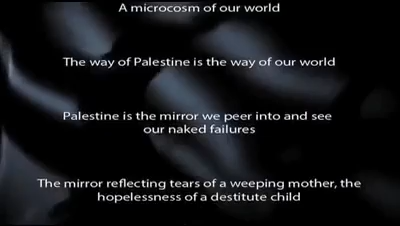 A microcosm of our world
The way of Palestine is the way of our world
Palestine is the mirror we peer into and see
our naked failures
The mirror reflecting tears of a weeping mother, the
hopelessness of a destitute child